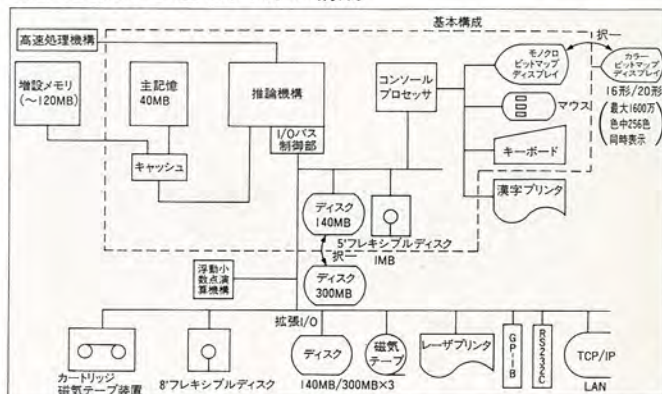 基本構成
高速処理機構
増設メモリ
(～120MB)
主記憶
40MB
キャッシュ
推論機構
I/Oバス
制御部
コンソール
プロセッサ
モノクロ
ビットマップ
ディスプレイ
択一
カラー
ビットマップ
ディスプレイ
16形/20形
(最大1600万
色中256色
同時表示)
マウス
キーボード
漢字プリンタ
ディスク
140MB
5'フレキシブルディスク
1MB
択一
ディスク
300MB
浮動小
数点演
算機構
拡張I/O
カートリッジ
磁気テープ装置
8'フレキシブルディスク
ディスク
140MB/300MB×3
磁気
テープ
レーザプリンタ
GP-IB
RS232C
TCP/IP
LAN